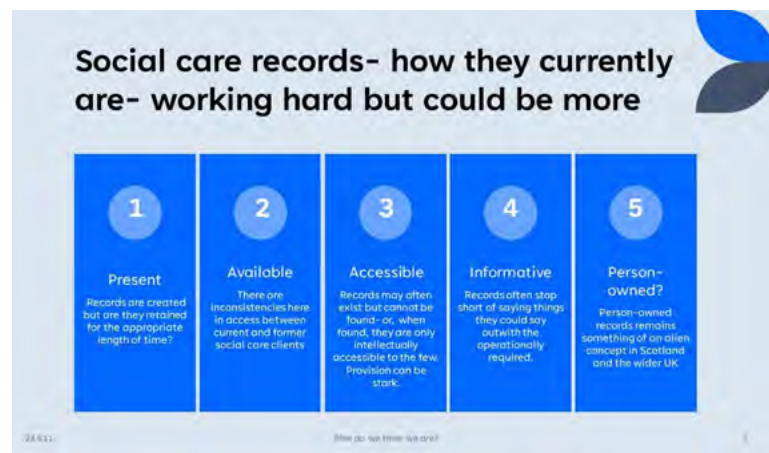 Social care records- how they currently
are- working hard but could be more
1
Present
Records are created
but are they retained
for the appropriate
length of time?
2
Available
There are
inconsistencies here
in access between
current and former
social care clients
3
Accessible
Records may often
exist but cannot be
found- or, when
found, they are only
intellectually
accessible to the few.
Provision can be
stark.
4
Informative
Records often stop
short of saying things
they could say
outwith the
operationally
required.
5
Person-
owned?
Person-owned
records remains
something of an alien
concept in Scotland
and the wider UK
we are?